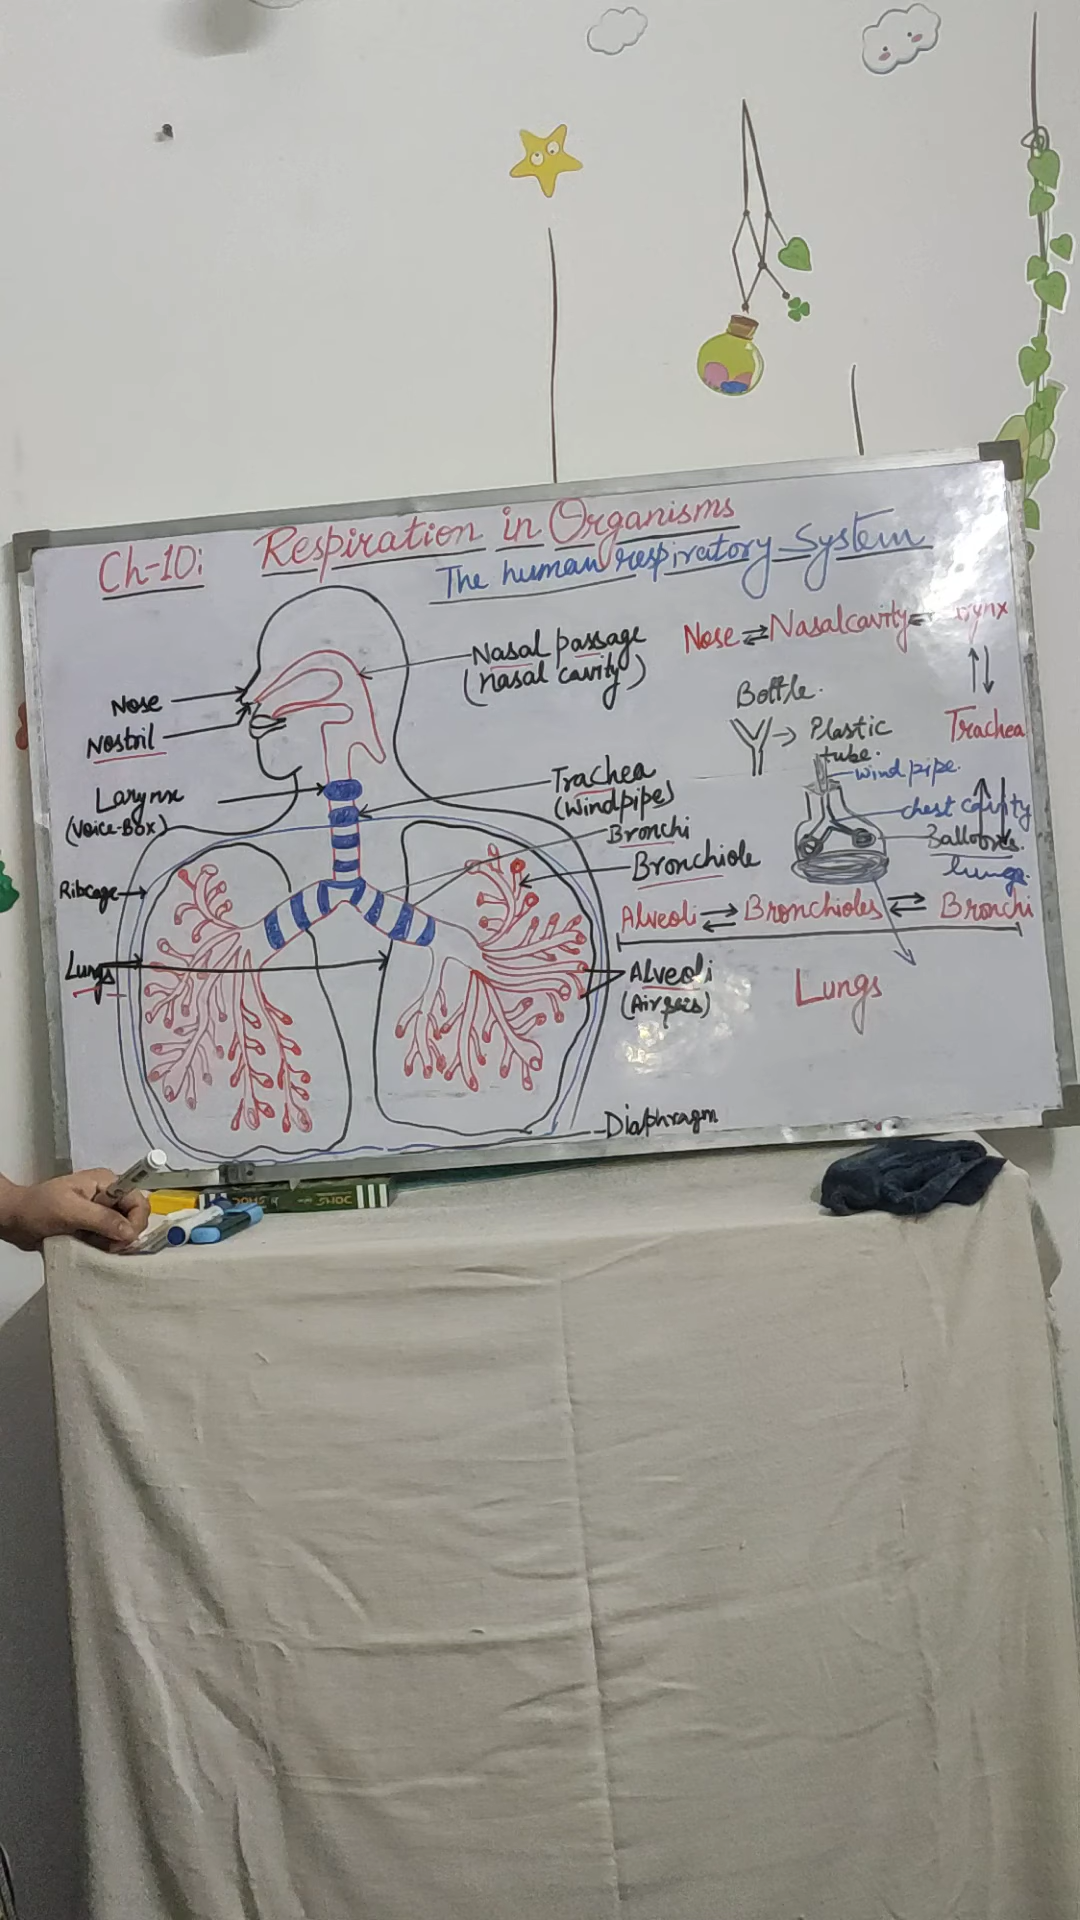 Ch-10: Respiration in Organisms
The human respiratory System
Nose
Nostril
Larynx
(Voice-Box)
Ribcage
Lungs
Nasal passage
(nasal cavity)
Trachea
(Windpipe)
Bronchi
Bronchiole
Alveoli
Diaphragm
Nose ⇌ Nasal cavity
Bottle.
Plastic
tube.
Trachea
wind pipe.
chest cavity
Balloons.
lungs.
Alveoli ⇌ Bronchioles ⇌ Bronchi
Lungs